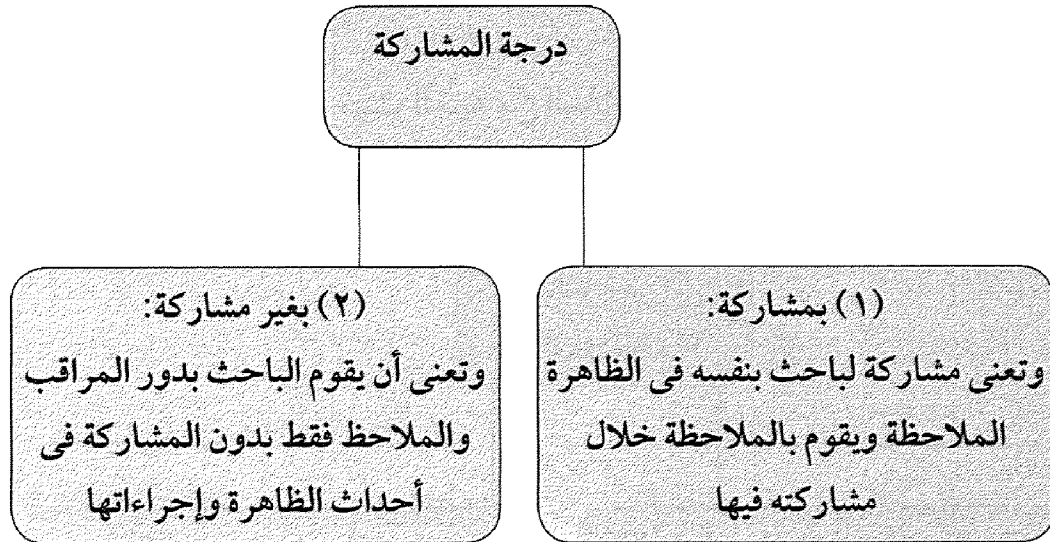 درجة المشاركة
(١) بمشاركة:
وتعنى مشاركة لباحث بنفسه فى الظاهرة
الملاحظة ويقوم بالملاحظة خلال
مشاركته فيها
(٢) بغير مشاركة:
وتعنى أن يقوم الباحث بدور المراقب
والملاحظ فقط بدون المشاركة فى
أحداث الظاهرة وإجراءاتها